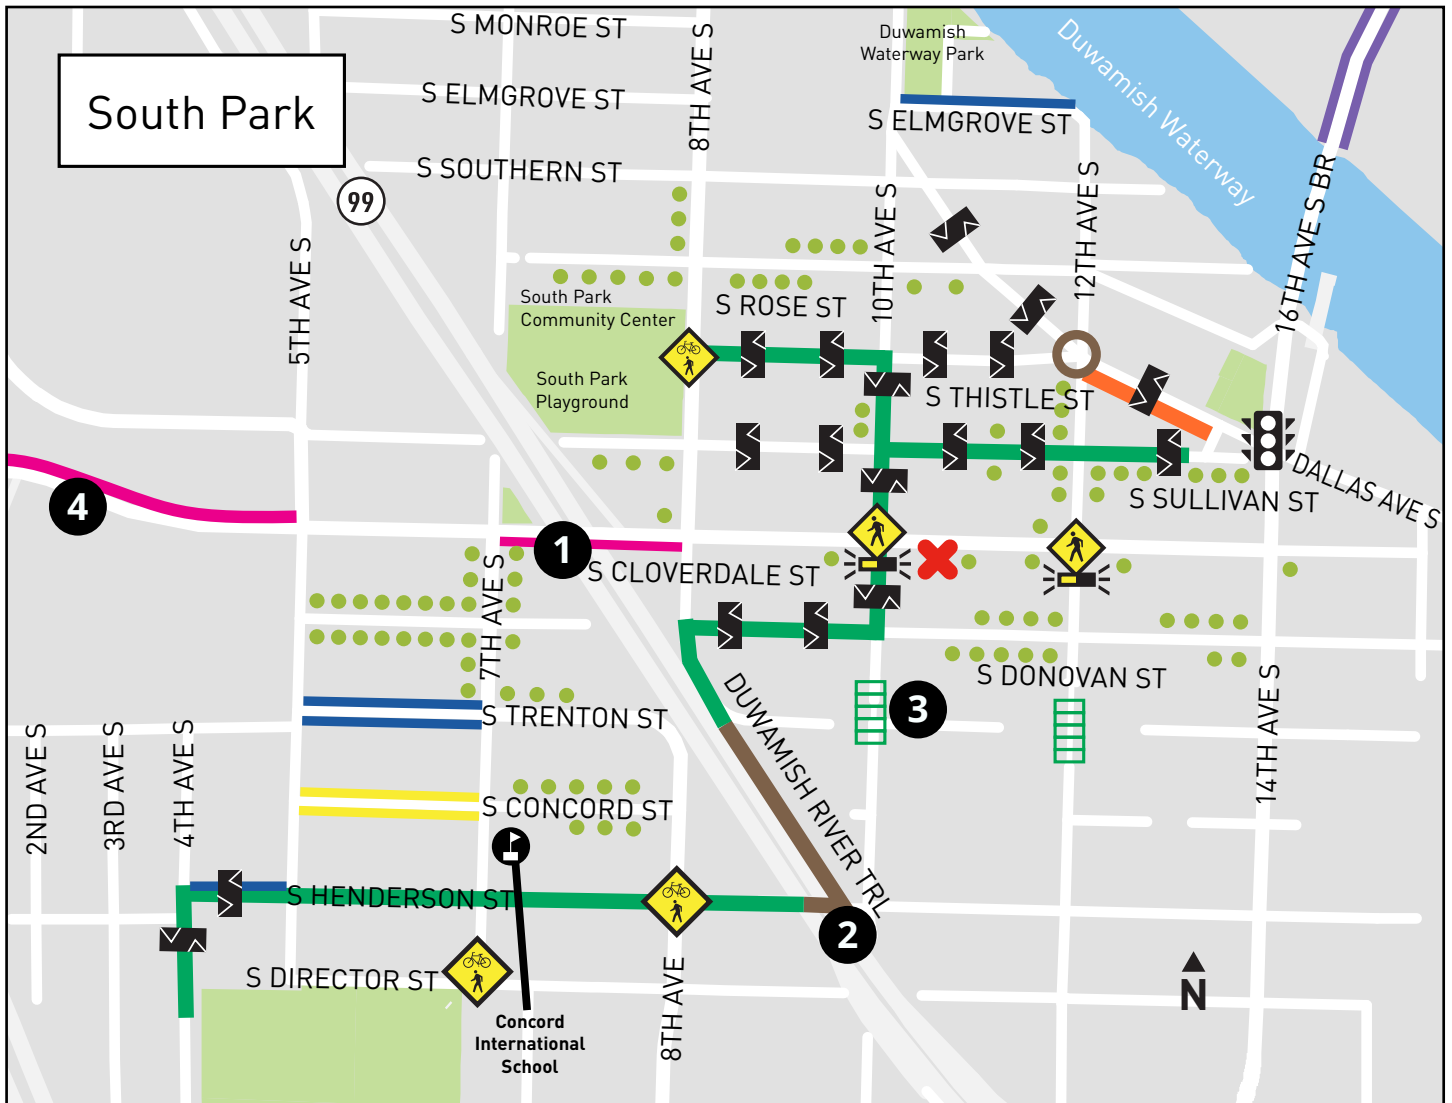 S MONROE ST
8TH AVE S
Duwamish
Waterway Park
Duwamish Waterway
South Park
S ELMGROVE ST
S ELMGROVE ST
S SOUTHERN ST
99
10TH AVE S
12TH AVE S
16TH AVE S BR
5TH AVE S
South Park
Community Center
S ROSE ST
South Park
Playground
S THISTLE ST
DALLAS AVE S
S SULLIVAN ST
4
1
S CLOVERDALE ST
7TH AVE S
S DONOVAN ST
DUWAMISH RIVER TRL
3
S TRENTON ST
14TH AVE S
2ND AVE S
3RD AVE S
4TH AVE S
S CONCORD ST
S HENDERSON ST
2
S DIRECTOR ST
8TH AVE
N
Concord
International
School